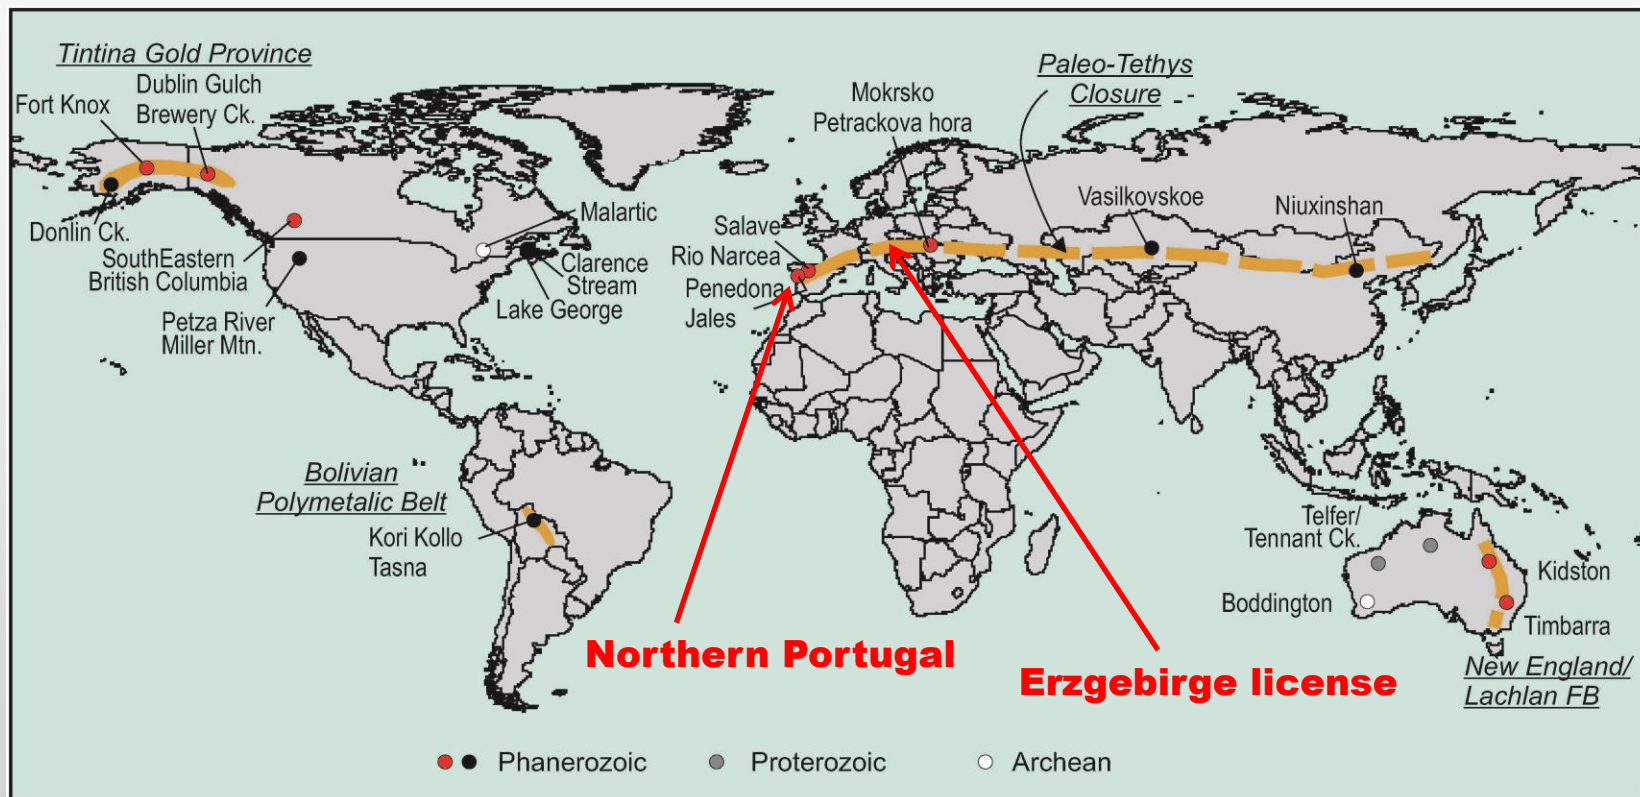 Tintina Gold Province
Dublin Gulch
Brewery Ck.
Fort Knox
Donlin Ck.
SouthEastern
British Columbia
Petza River
Miller Mtn.
Malartic
Clarence
Stream
Lake George
Mokrsko
Petrackova hora
Paleo-Tethys
Closure
Salave
Rio Narcea
Penedona
Jales
Vasilkovskoe
Niuxinshan
Bolivian
Polymetalic Belt
Kori Kollo
Tasna
Telfer/
Tennant Ck.
Boddington
Kidston
Timbarra
New England/
Lachlan FB
Northern Portugal
Erzgebirge license
Phanerozoic
Proterozoic
Archean